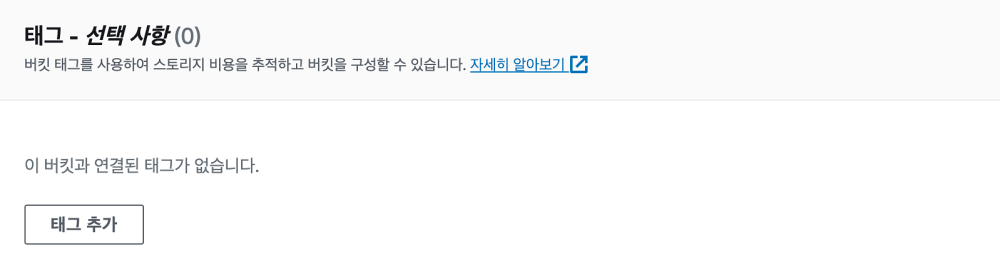 태그 - 선택 사항 (0)
버킷 태그를 사용하여 스토리지 비용을 추적하고 버킷을 구성할 수 있습니다. 자세히 알아보기
이 버킷과 연결된 태그가 없습니다.
태그 추가